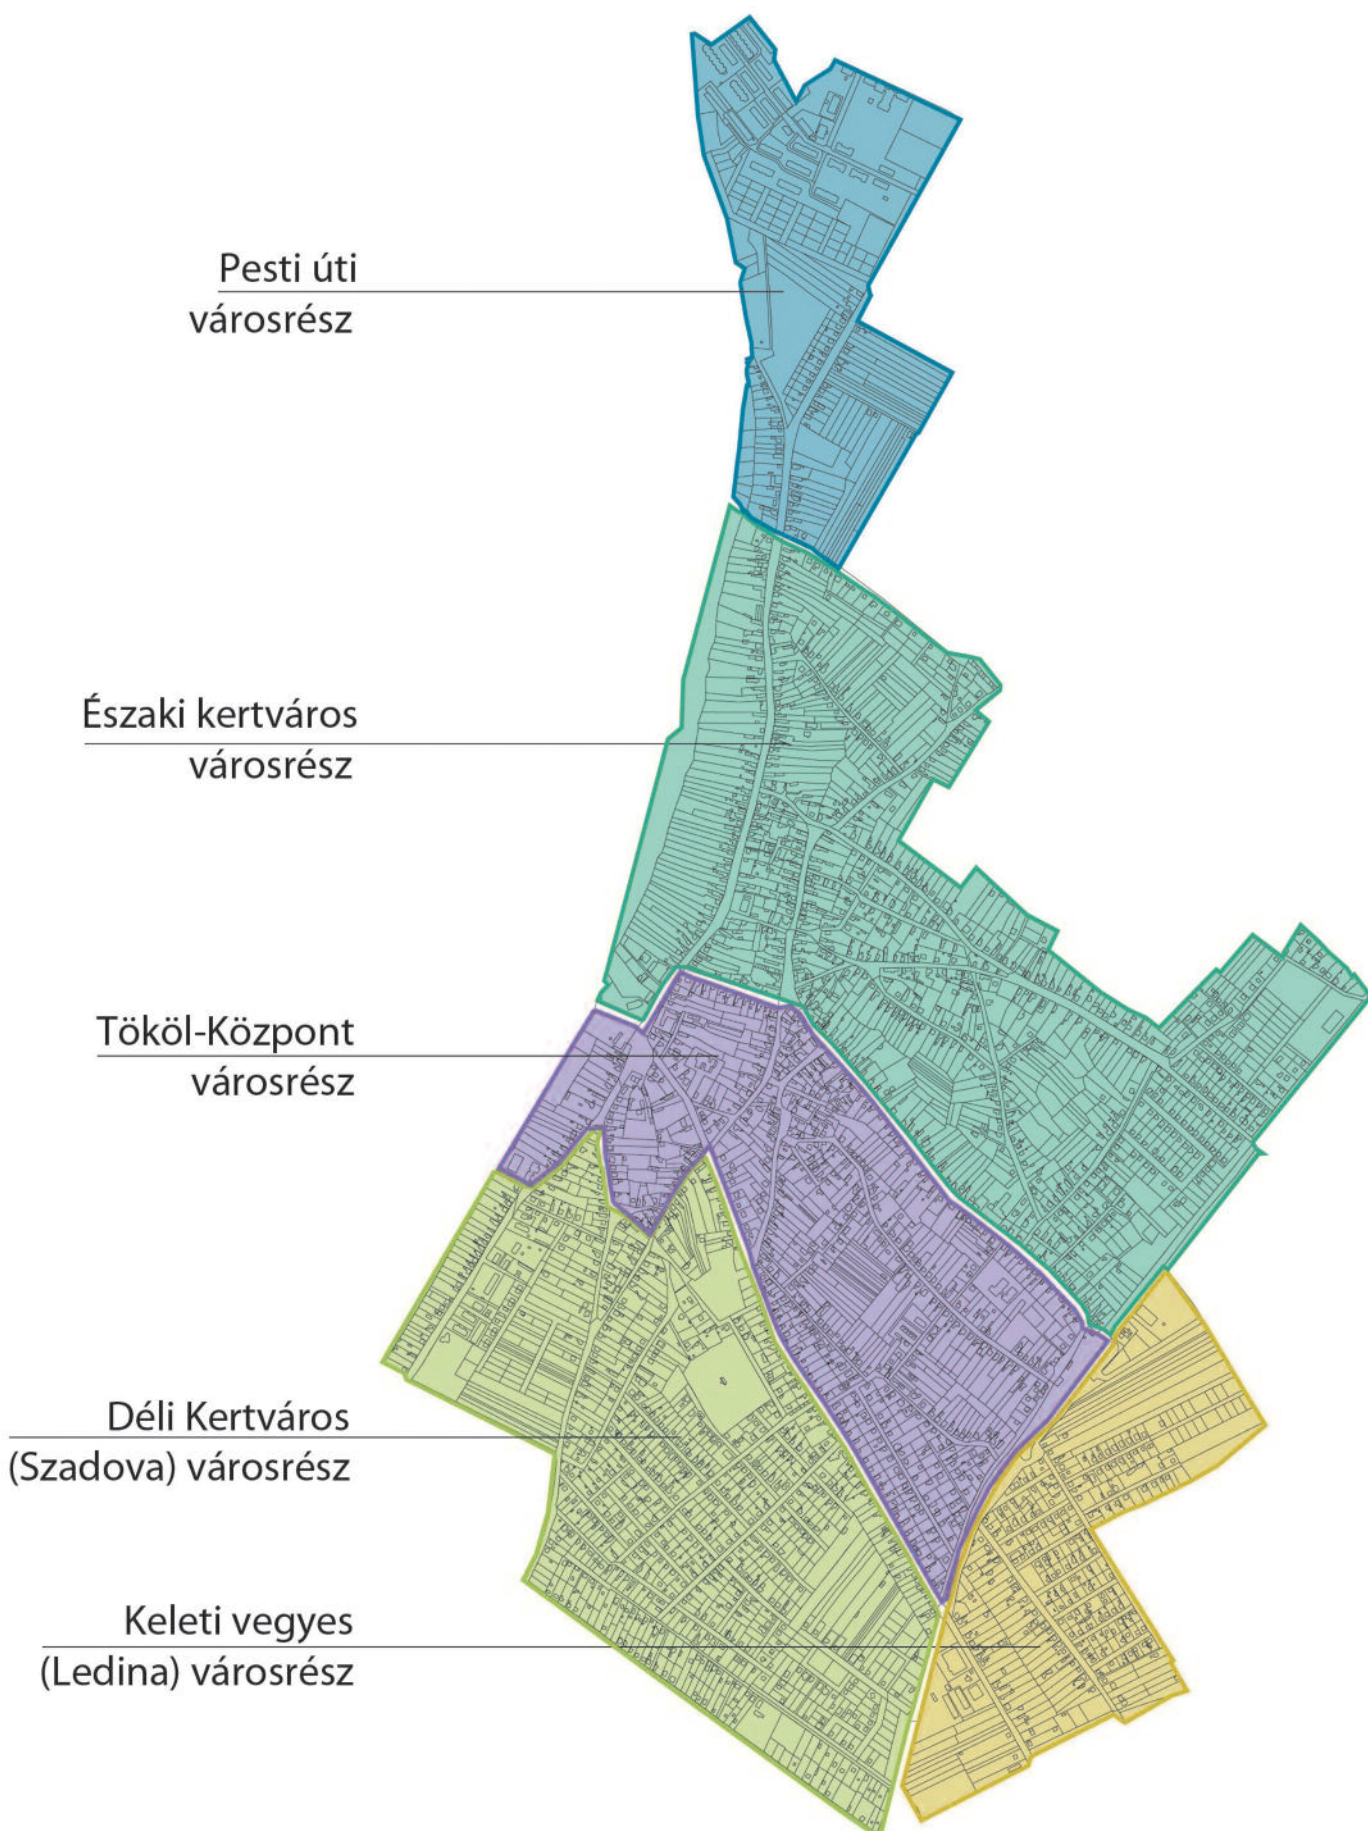 Pesti úti
városrész
Északi kertváros
városrész
Tököl-Központ
városrész
Déli Kertváros
(Szadova) városrész
Keleti vegyes
(Ledina) városrész